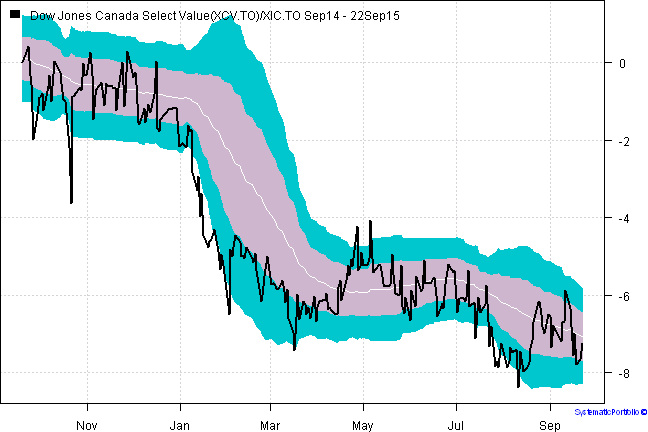 Dow Jones Canada Select Value(XCV.TO)/XIC.TO Sep14 - 22Sep15
0
-2
-4
-6
-8
Nov Jan Mar May Jul Sep
SystematicPortfolio ©